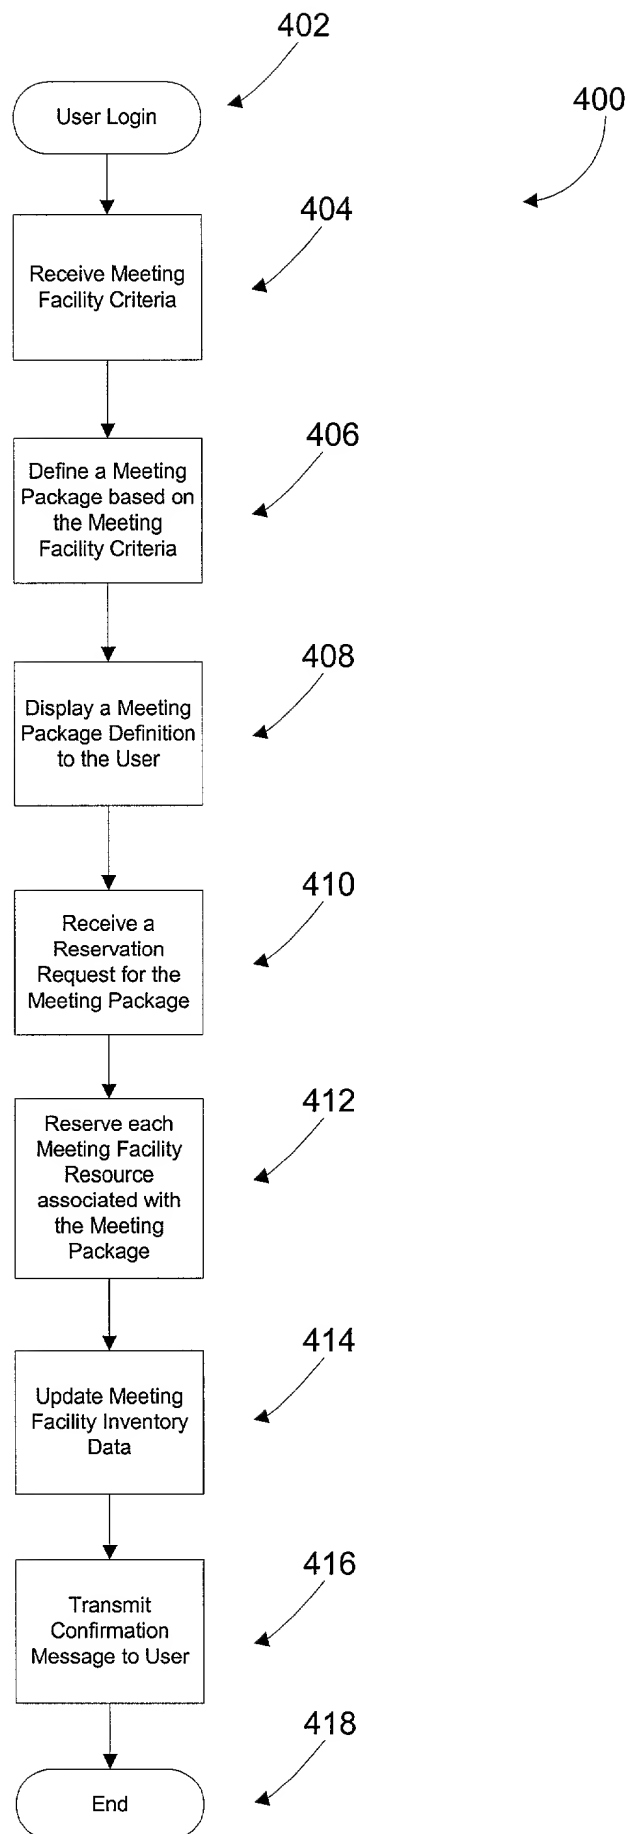 402
User Login
400
404
Receive Meeting
Facility Criteria
406
Define a Meeting
Package based on
the Meeting
Facility Criteria
408
Display a Meeting
Package Definition
to the User
410
Receive a
Reservation
Request for the
Meeting Package
412
Reserve each
Meeting Facility
Resource
associated with
the Meeting
Package
414
Update Meeting
Facility Inventory
Data
416
Transmit
Confirmation
Message to User
418
End